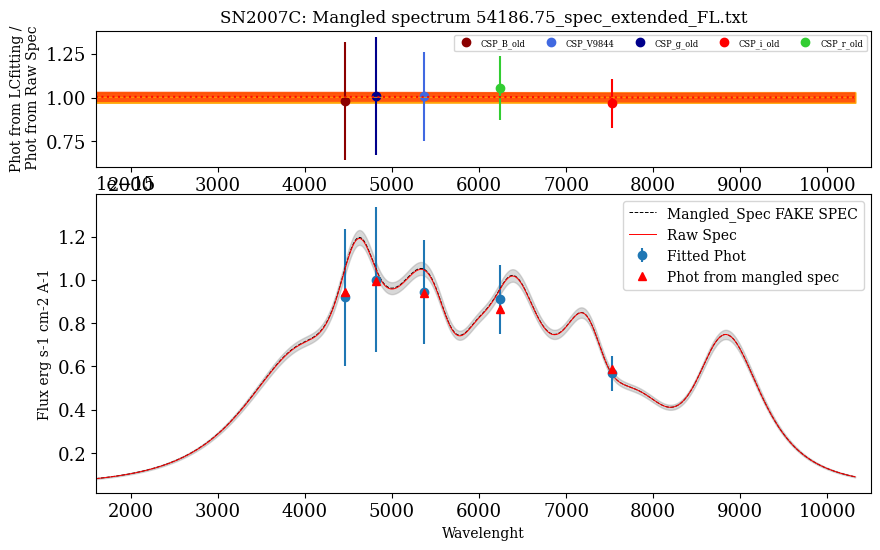 SN2007C: Mangled spectrum 54186.75_spec_extended_FL.txt
Phot from LCfitting /
Phot from Raw Spec
1.25
1.00
0.75
CSP_B_old CSP_V9844 CSP_g_old CSP_i_old CSP_r_old
2000 3000 4000 5000 6000 7000 8000 9000 10000
1e−15
Flux erg s-1 cm-2 A-1
1.2
1.0
0.8
0.6
0.4
0.2
Mangled_Spec FAKE SPEC
Raw Spec
Fitted Phot
Phot from mangled spec
2000 3000 4000 5000 6000 7000 8000 9000 10000
Wavelenght